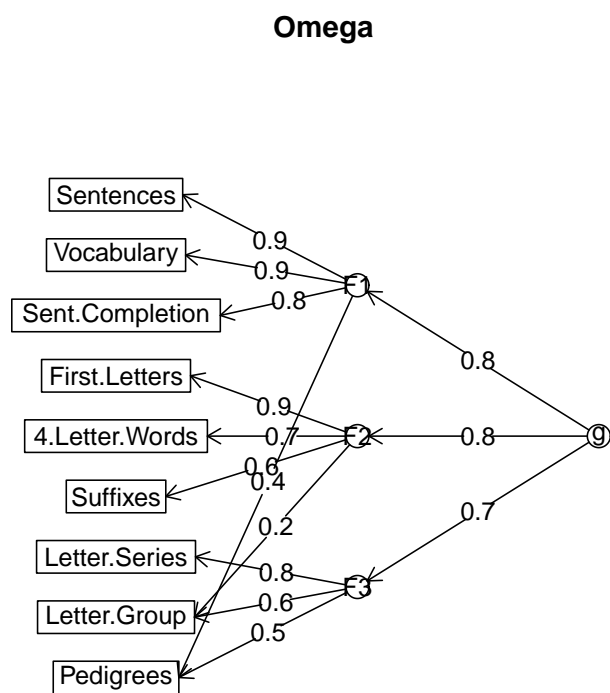 Omega
Sentences
0.9
Vocabulary
0.9
F1
Sent.Completion
0.8
0.8
First.Letters
0.9
4.Letter.Words
0.7
F2
0.8
g
0.6
Suffixes
0.4
0.2
0.7
Letter.Series
0.8
F3
Letter.Group
0.6
0.5
Pedigrees